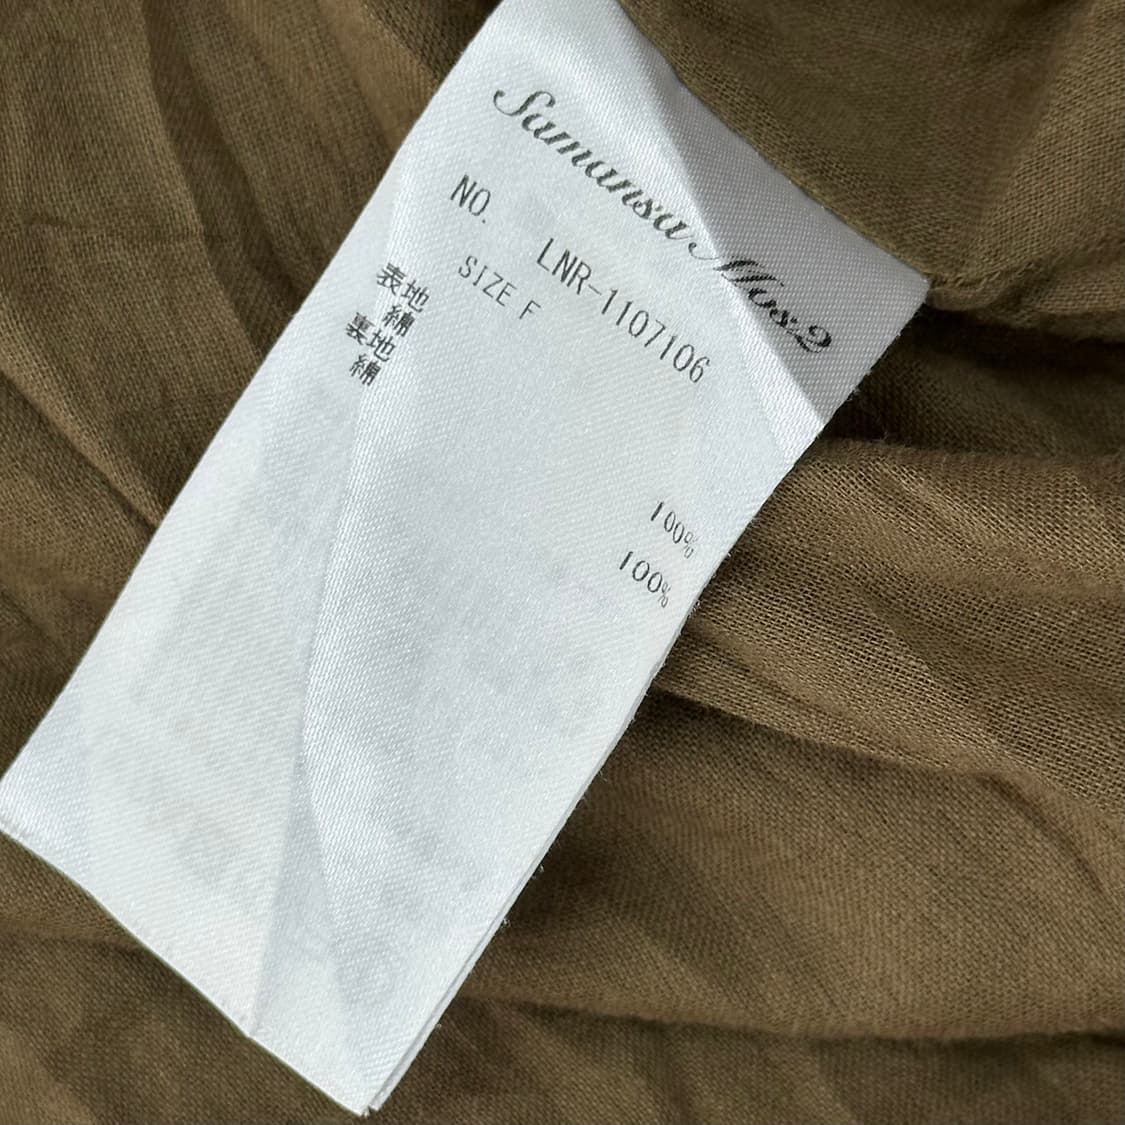 Samansa Mos2
NO. LNR-1107106
SIZE F
表地
綿 100%
裏地
綿 100%